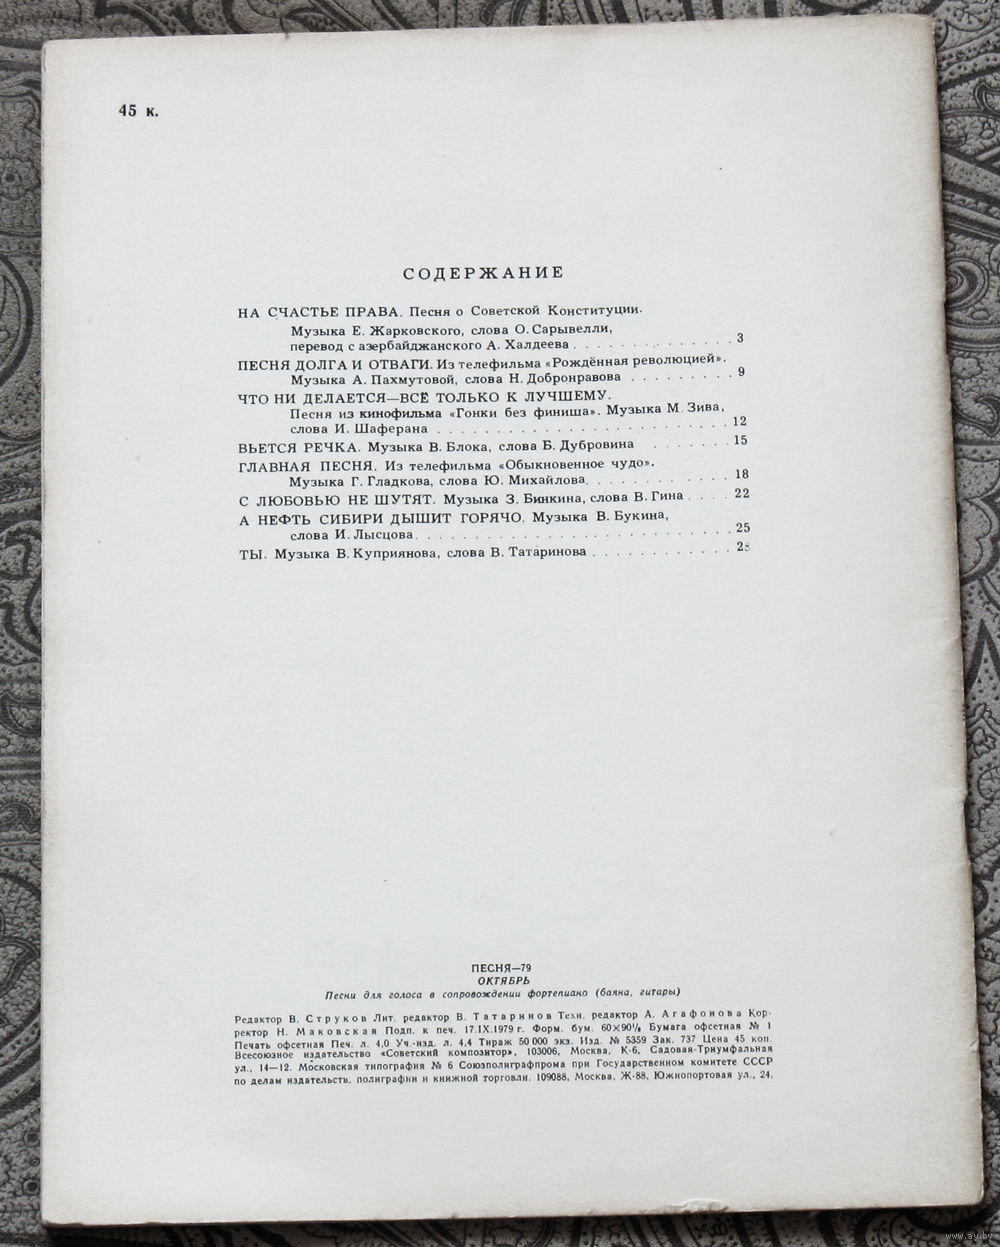 45 к.
СОДЕРЖАНИЕ
НА СЧАСТЬЕ ПРАВА. Песня о Советской Конституции.
Музыка Е. Жарковского, слова О. Сарывелли,
перевод с азербайджанского А. Халдеева . . . . . . . . . . . . 3
ПЕСНЯ ДОЛГА И ОТВАГИ. Из телефильма «Рождённая революцией».
Музыка А. Пахмутовой, слова Н. Добронравова . . . . . . . . . 9
ЧТО НИ ДЕЛАЕТСЯ—ВСЁ ТОЛЬКО К ЛУЧШЕМУ.
Песня из кинофильма «Гонки без финиша». Музыка М. Зива,
слова И. Шаферана . . . . . . . . . . . . . . . . . . . . . . . 12
ВЬЕТСЯ РЕЧКА. Музыка В. Блока, слова Б. Дубровина . . . . . . . 15
ГЛАВНАЯ ПЕСНЯ. Из телефильма «Обыкновенное чудо».
Музыка Г. Гладкова, слова Ю. Михайлова. . . . . . . . . . . 18
С ЛЮБОВЬЮ НЕ ШУТЯТ. Музыка З. Бинкина, слова В. Гина . . . . 22
А НЕФТЬ СИБИРИ ДЫШИТ ГОРЯЧО. Музыка В. Букина,
слова И. Лысцова. . . . . . . . . . . . . . . . . . . . . . . . 25
ТЫ. Музыка В. Куприянова, слова В. Татаринова . . . . . . . . . . .
ПЕСНЯ—79
ОКТЯБРЬ
Песни для голоса в сопровождении фортепиано (баяна, гитары)
Редактор В. Струков Лит. редактор В. Татаринов Техн. редактор А. Агафонова Кор-
ректор Н. Маковская Подп. к печ. 17.IX.1979 г. Форм. бум. 60×90⅛ Бумага офсетная № 1
Печать офсетная Печ. л. 4,0 Уч.-изд. л. 4,4 Тираж 50 000 экз. Изд. № 5359 Зак. 737 Цена 45 коп.
Всесоюзное издательство «Советский композитор», 103006, Москва, К-6, Садовая-Триумфальная
ул., 14—12. Московская типография № 6 Союзполиграфпрома при Государственном комитете СССР
по делам издательств, полиграфии и книжной торговли. 109088, Москва, Ж-88, Южнопортовая ул., 24.
www.ay.by